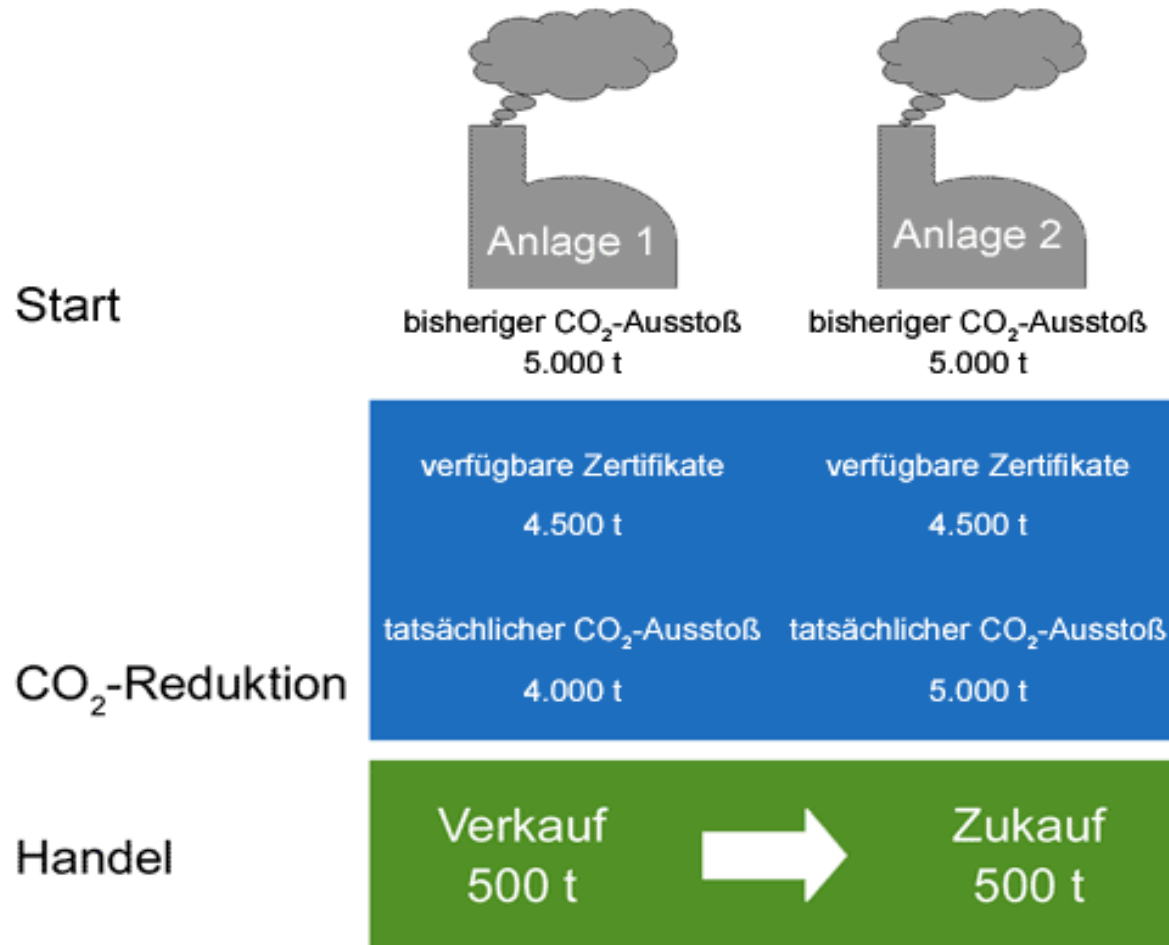 Anlage 1
Anlage 2
Start
bisheriger CO₂-Ausstoß
5.000 t
bisheriger CO₂-Ausstoß
5.000 t
verfügbare Zertifikate
4.500 t
verfügbare Zertifikate
4.500 t
CO₂-Reduktion
tatsächlicher CO₂-Ausstoß
4.000 t
tatsächlicher CO₂-Ausstoß
5.000 t
Handel
Verkauf
500 t
Zukauf
500 t